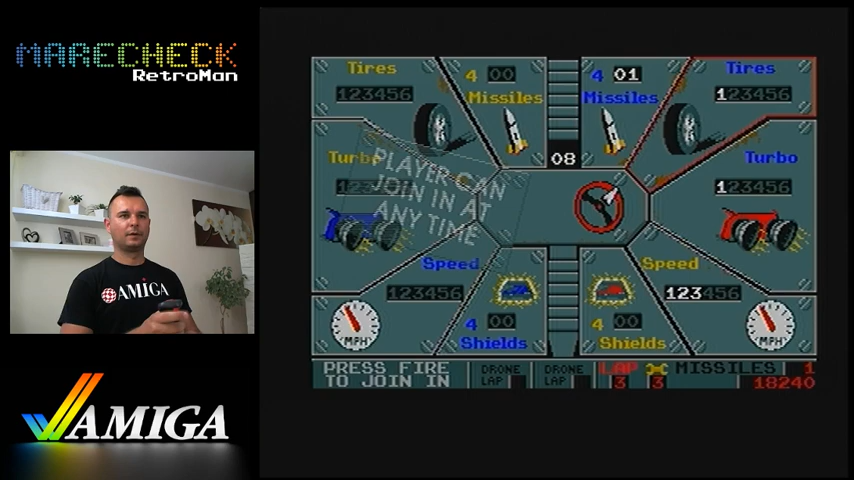 MARECHECK
RetroMan
AMIGA
AMIGA
Tires
123456
4 00
Missiles
4 01
Missiles
Tires
123456
08
Turbo
PLAYER CAN
JOIN IN AT
ANY TIME
Turbo
123456
Speed
123456
Speed
123456
MPH
4 00
Shields
4 00
Shields
MPH
PRESS FIRE
TO JOIN IN
DRONE
LAP
DRONE
LAP
LAP
3
3
MISSILES 1
18240